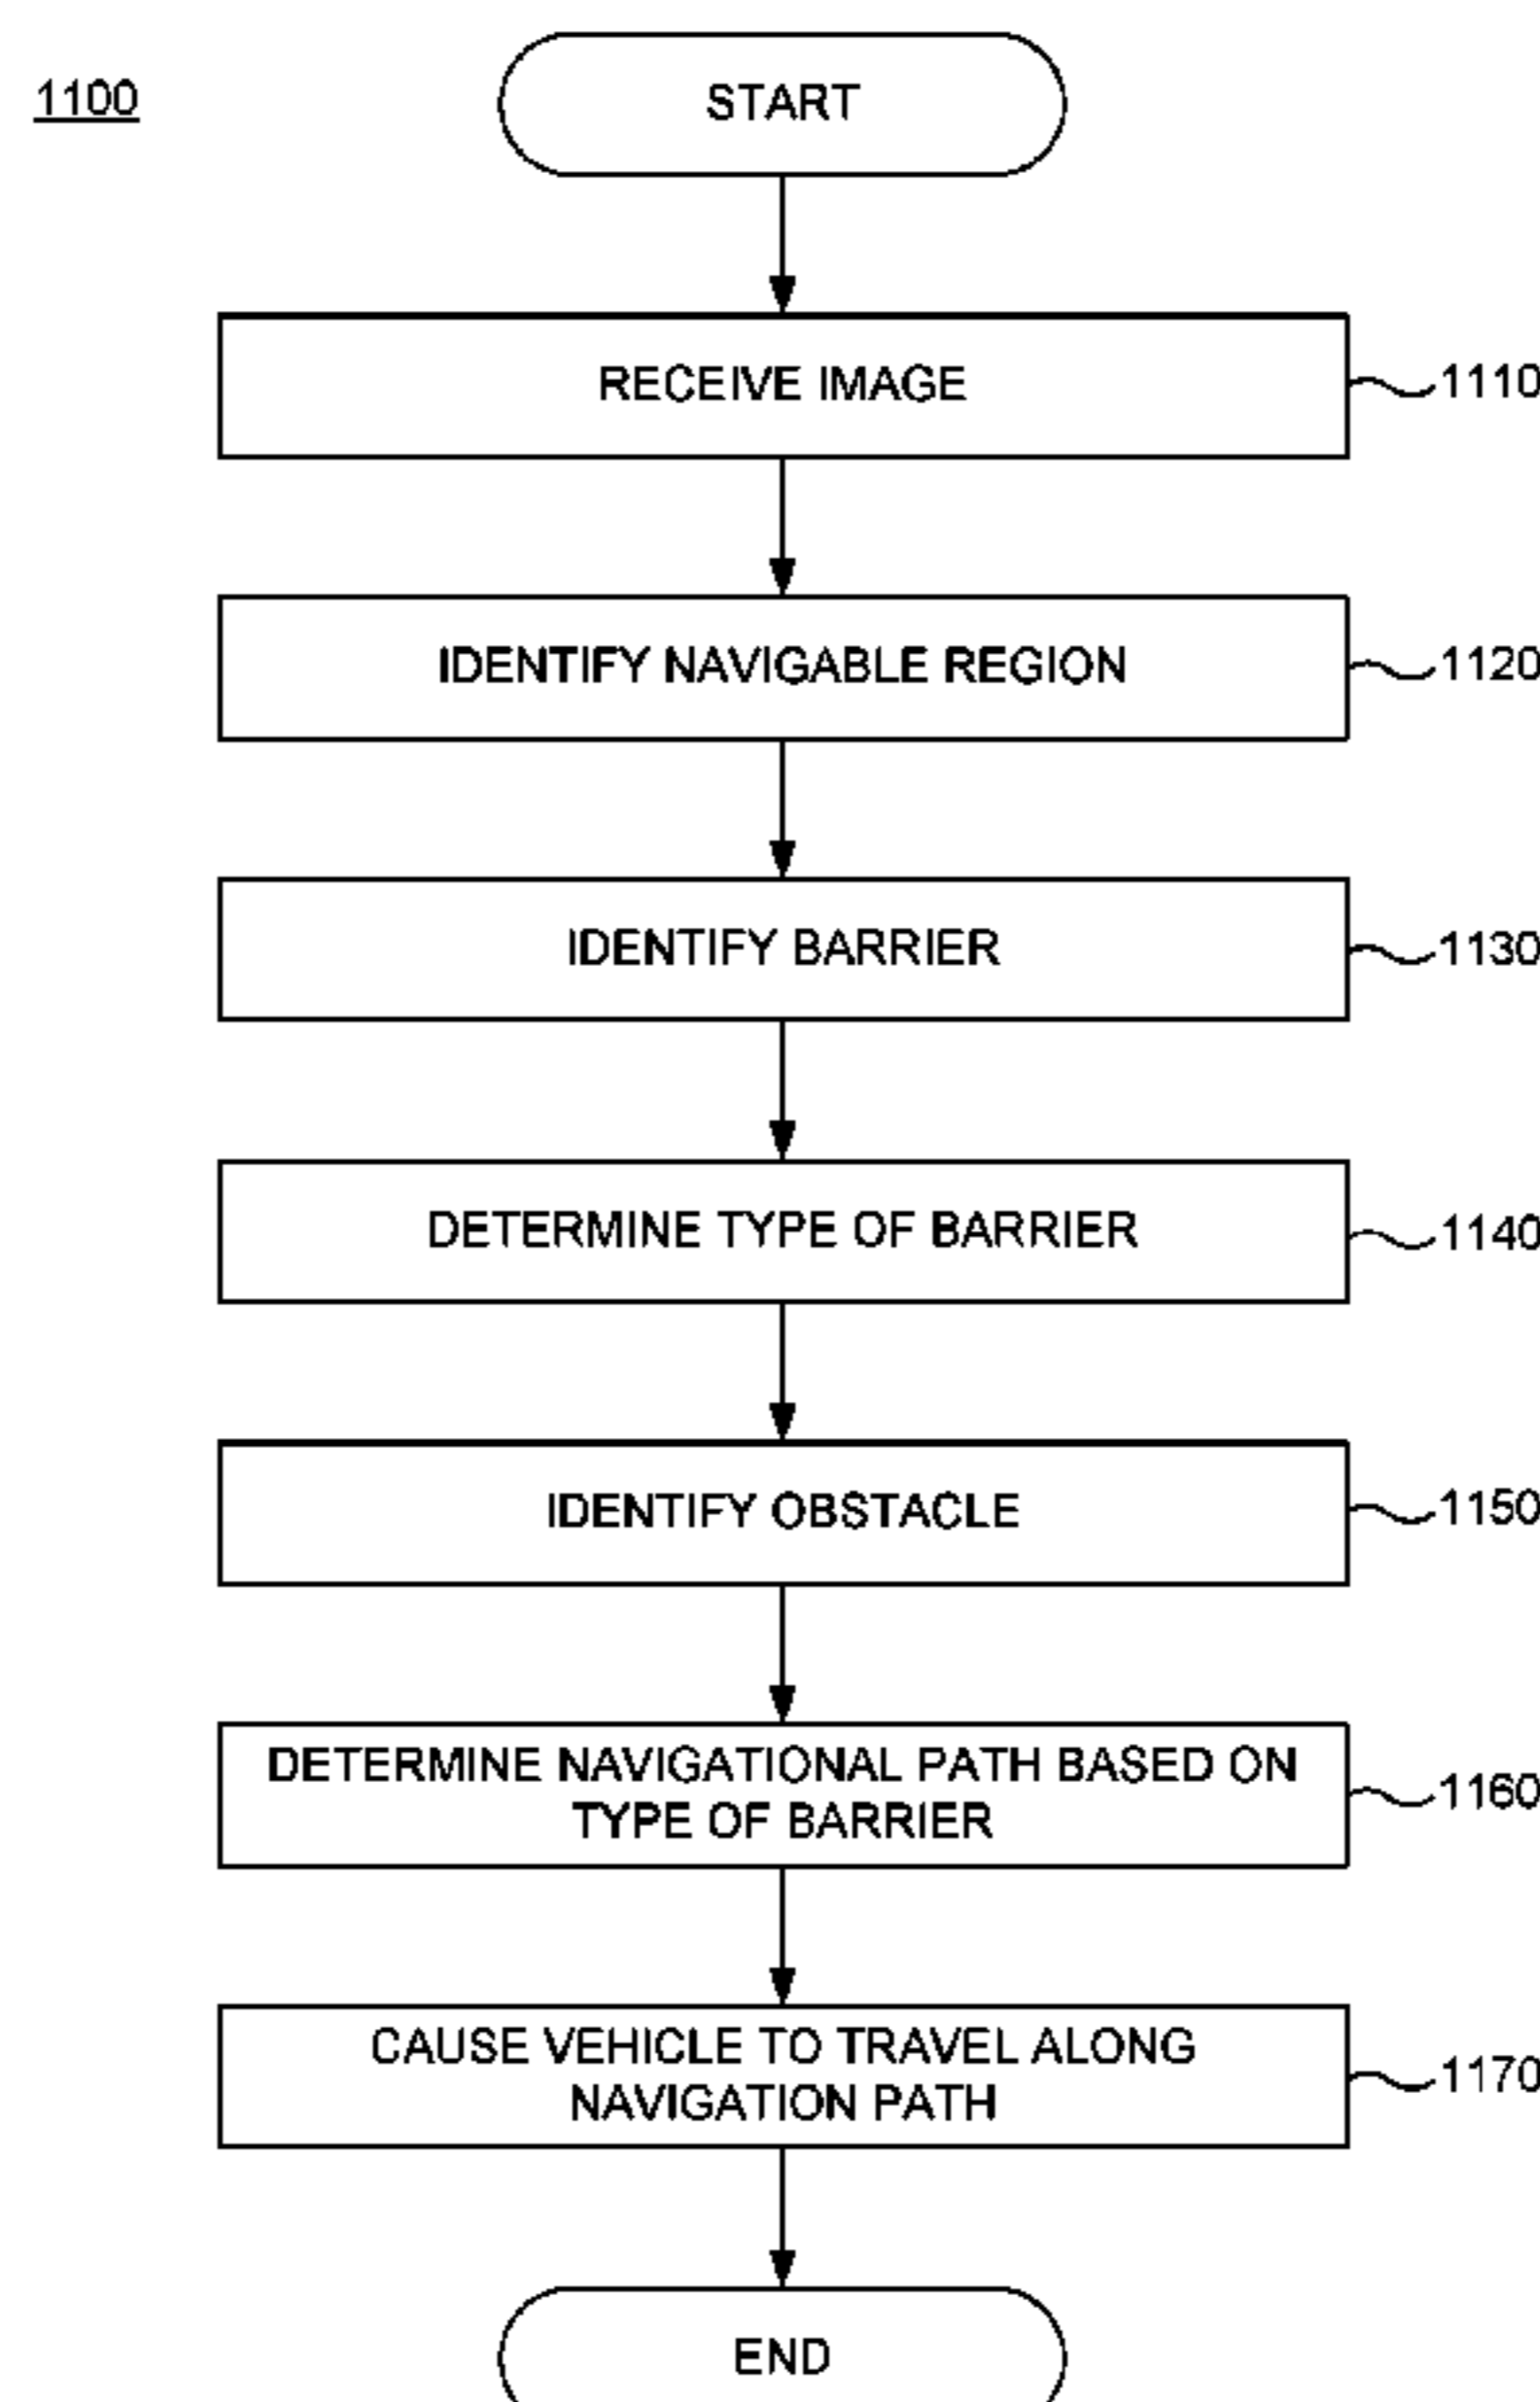 1100
START
RECEIVE IMAGE
1110
IDENTIFY NAVIGABLE REGION
1120
IDENTIFY BARRIER
1130
DETERMINE TYPE OF BARRIER
1140
IDENTIFY OBSTACLE
1150
DETERMINE NAVIGATIONAL PATH BASED ON
TYPE OF BARRIER
1160
CAUSE VEHICLE TO TRAVEL ALONG
NAVIGATION PATH
1170
END